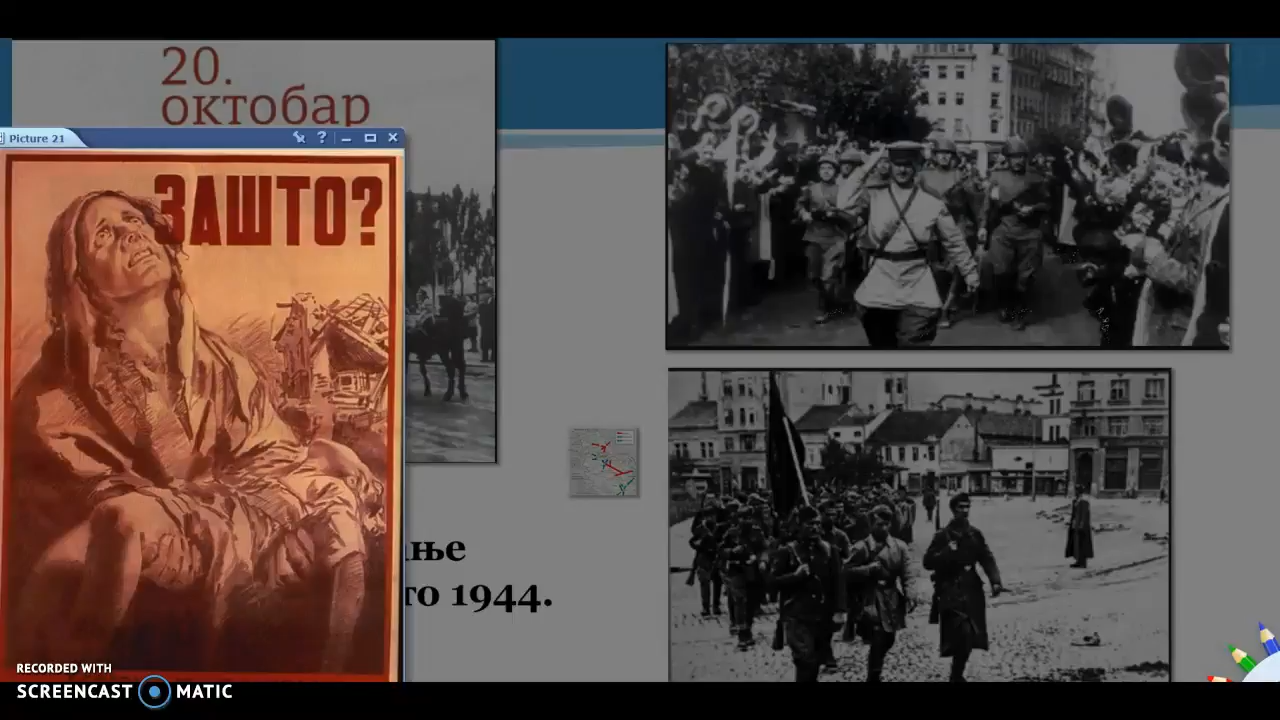 20.
октобар
Picture 21
ЗАШТО?
ње
то 1944.
RECORDED WITH
SCREENCAST MATIC